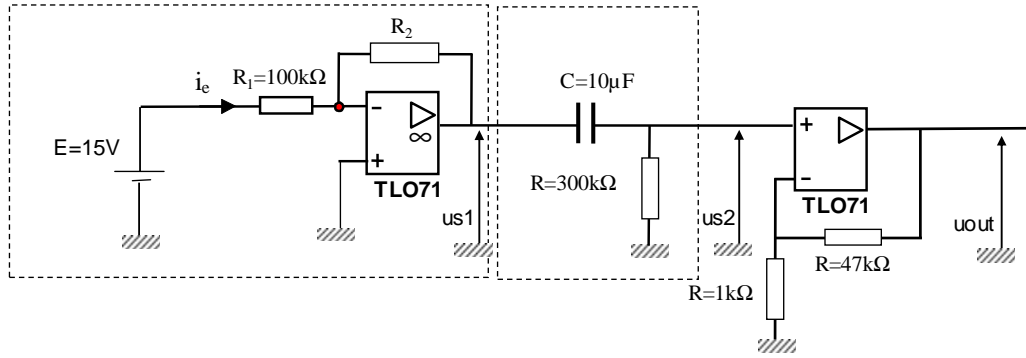 R₂
iₑ
R₁=100kΩ
E=15V
−
+
∞
TLO71
us1
C=10µF
R=300kΩ
us2
+
−
TLO71
R=47kΩ
R=1kΩ
uout